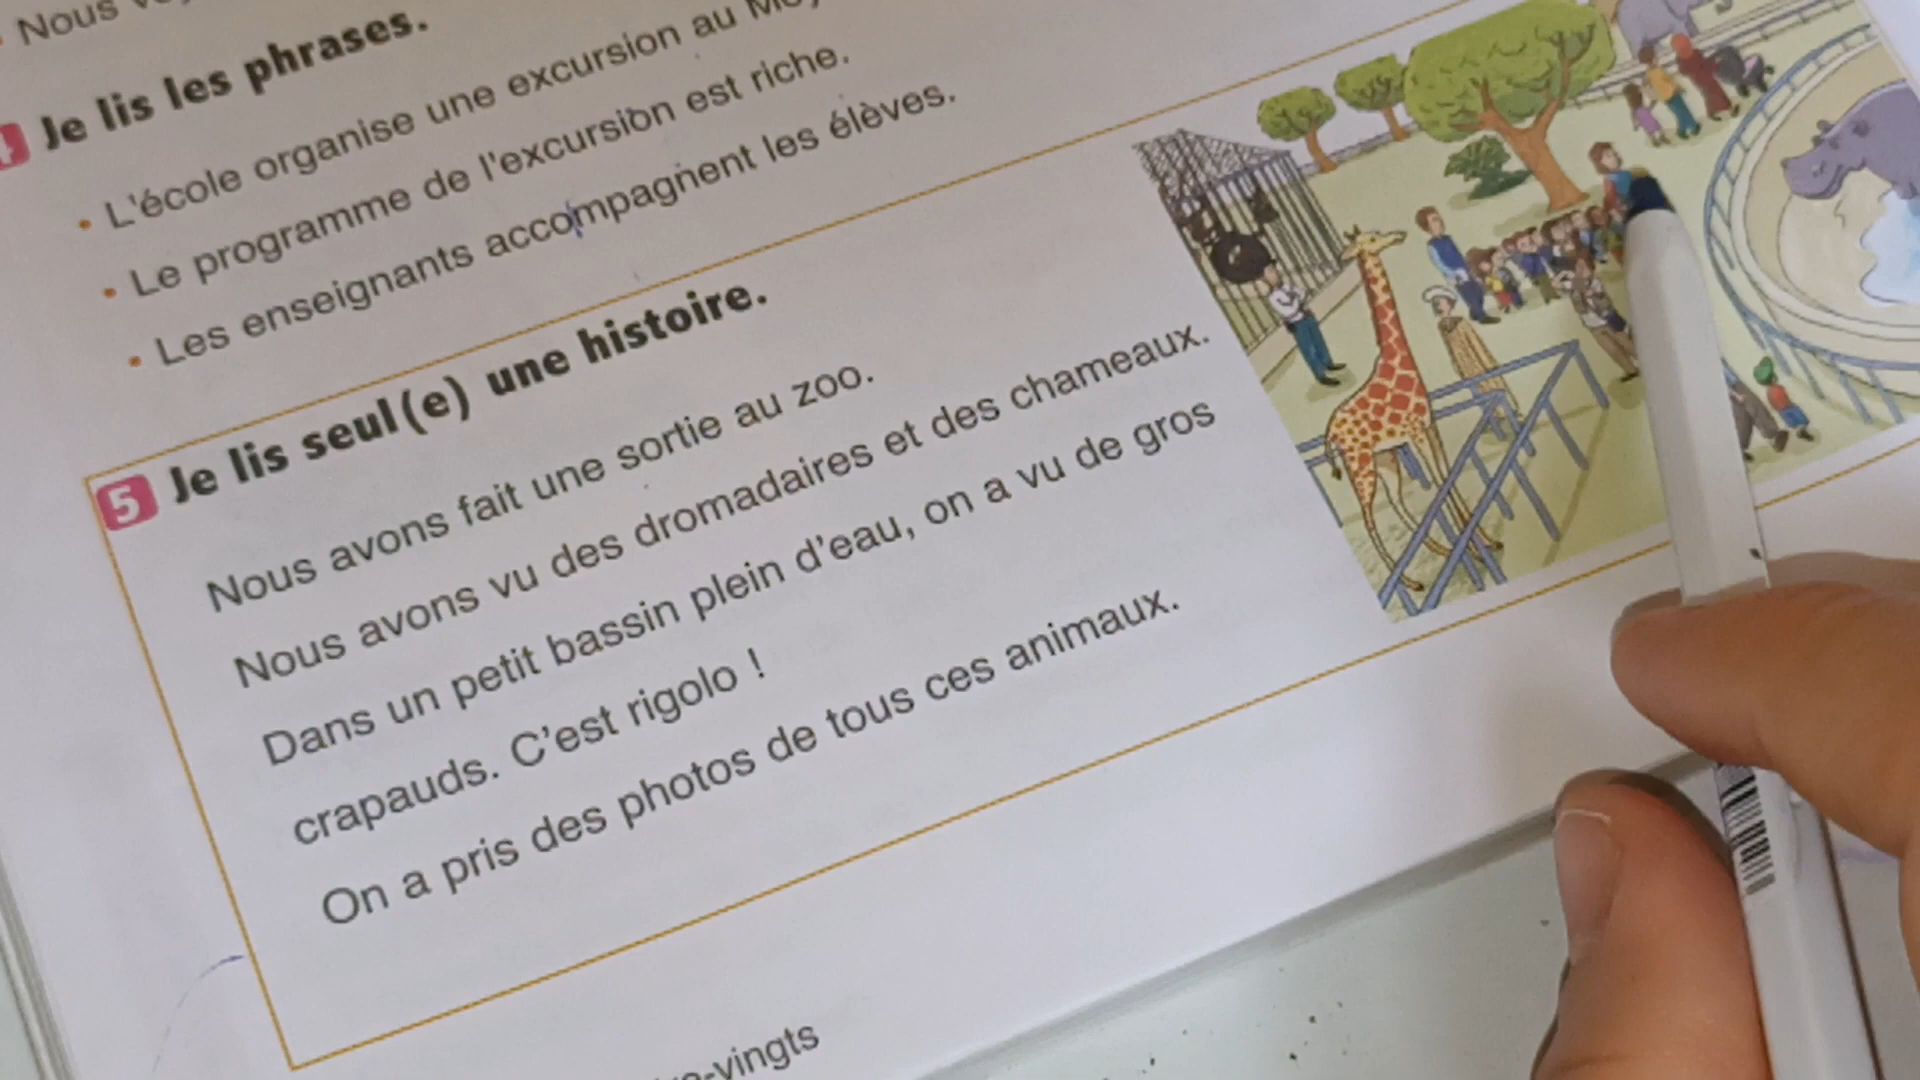 Nous
4 Je lis les phrases.
• L'école organise une excursion au
• Le programme de l'excursion est riche.
• Les enseignants accompagnent les élèves.
5 Je lis seul(e) une histoire.
Nous avons fait une sortie au zoo.
Nous avons vu des dromadaires et des chameaux.
Dans un petit bassin plein d'eau, on a vu de gros
crapauds. C'est rigolo !
On a pris des photos de tous ces animaux.
-vingts